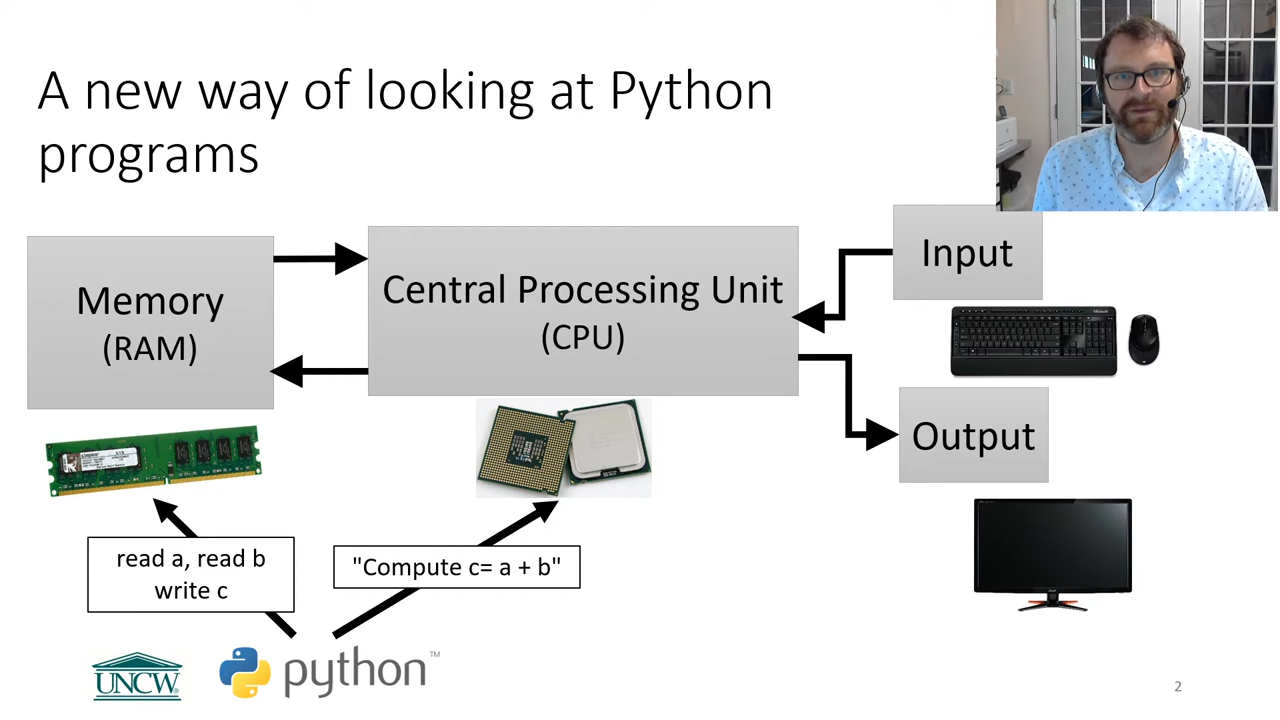 A new way of looking at Python
programs
Memory
(RAM)
Central Processing Unit
(CPU)
Input
Output
read a, read b
write c
"Compute c= a + b"
UNCW
python™
2